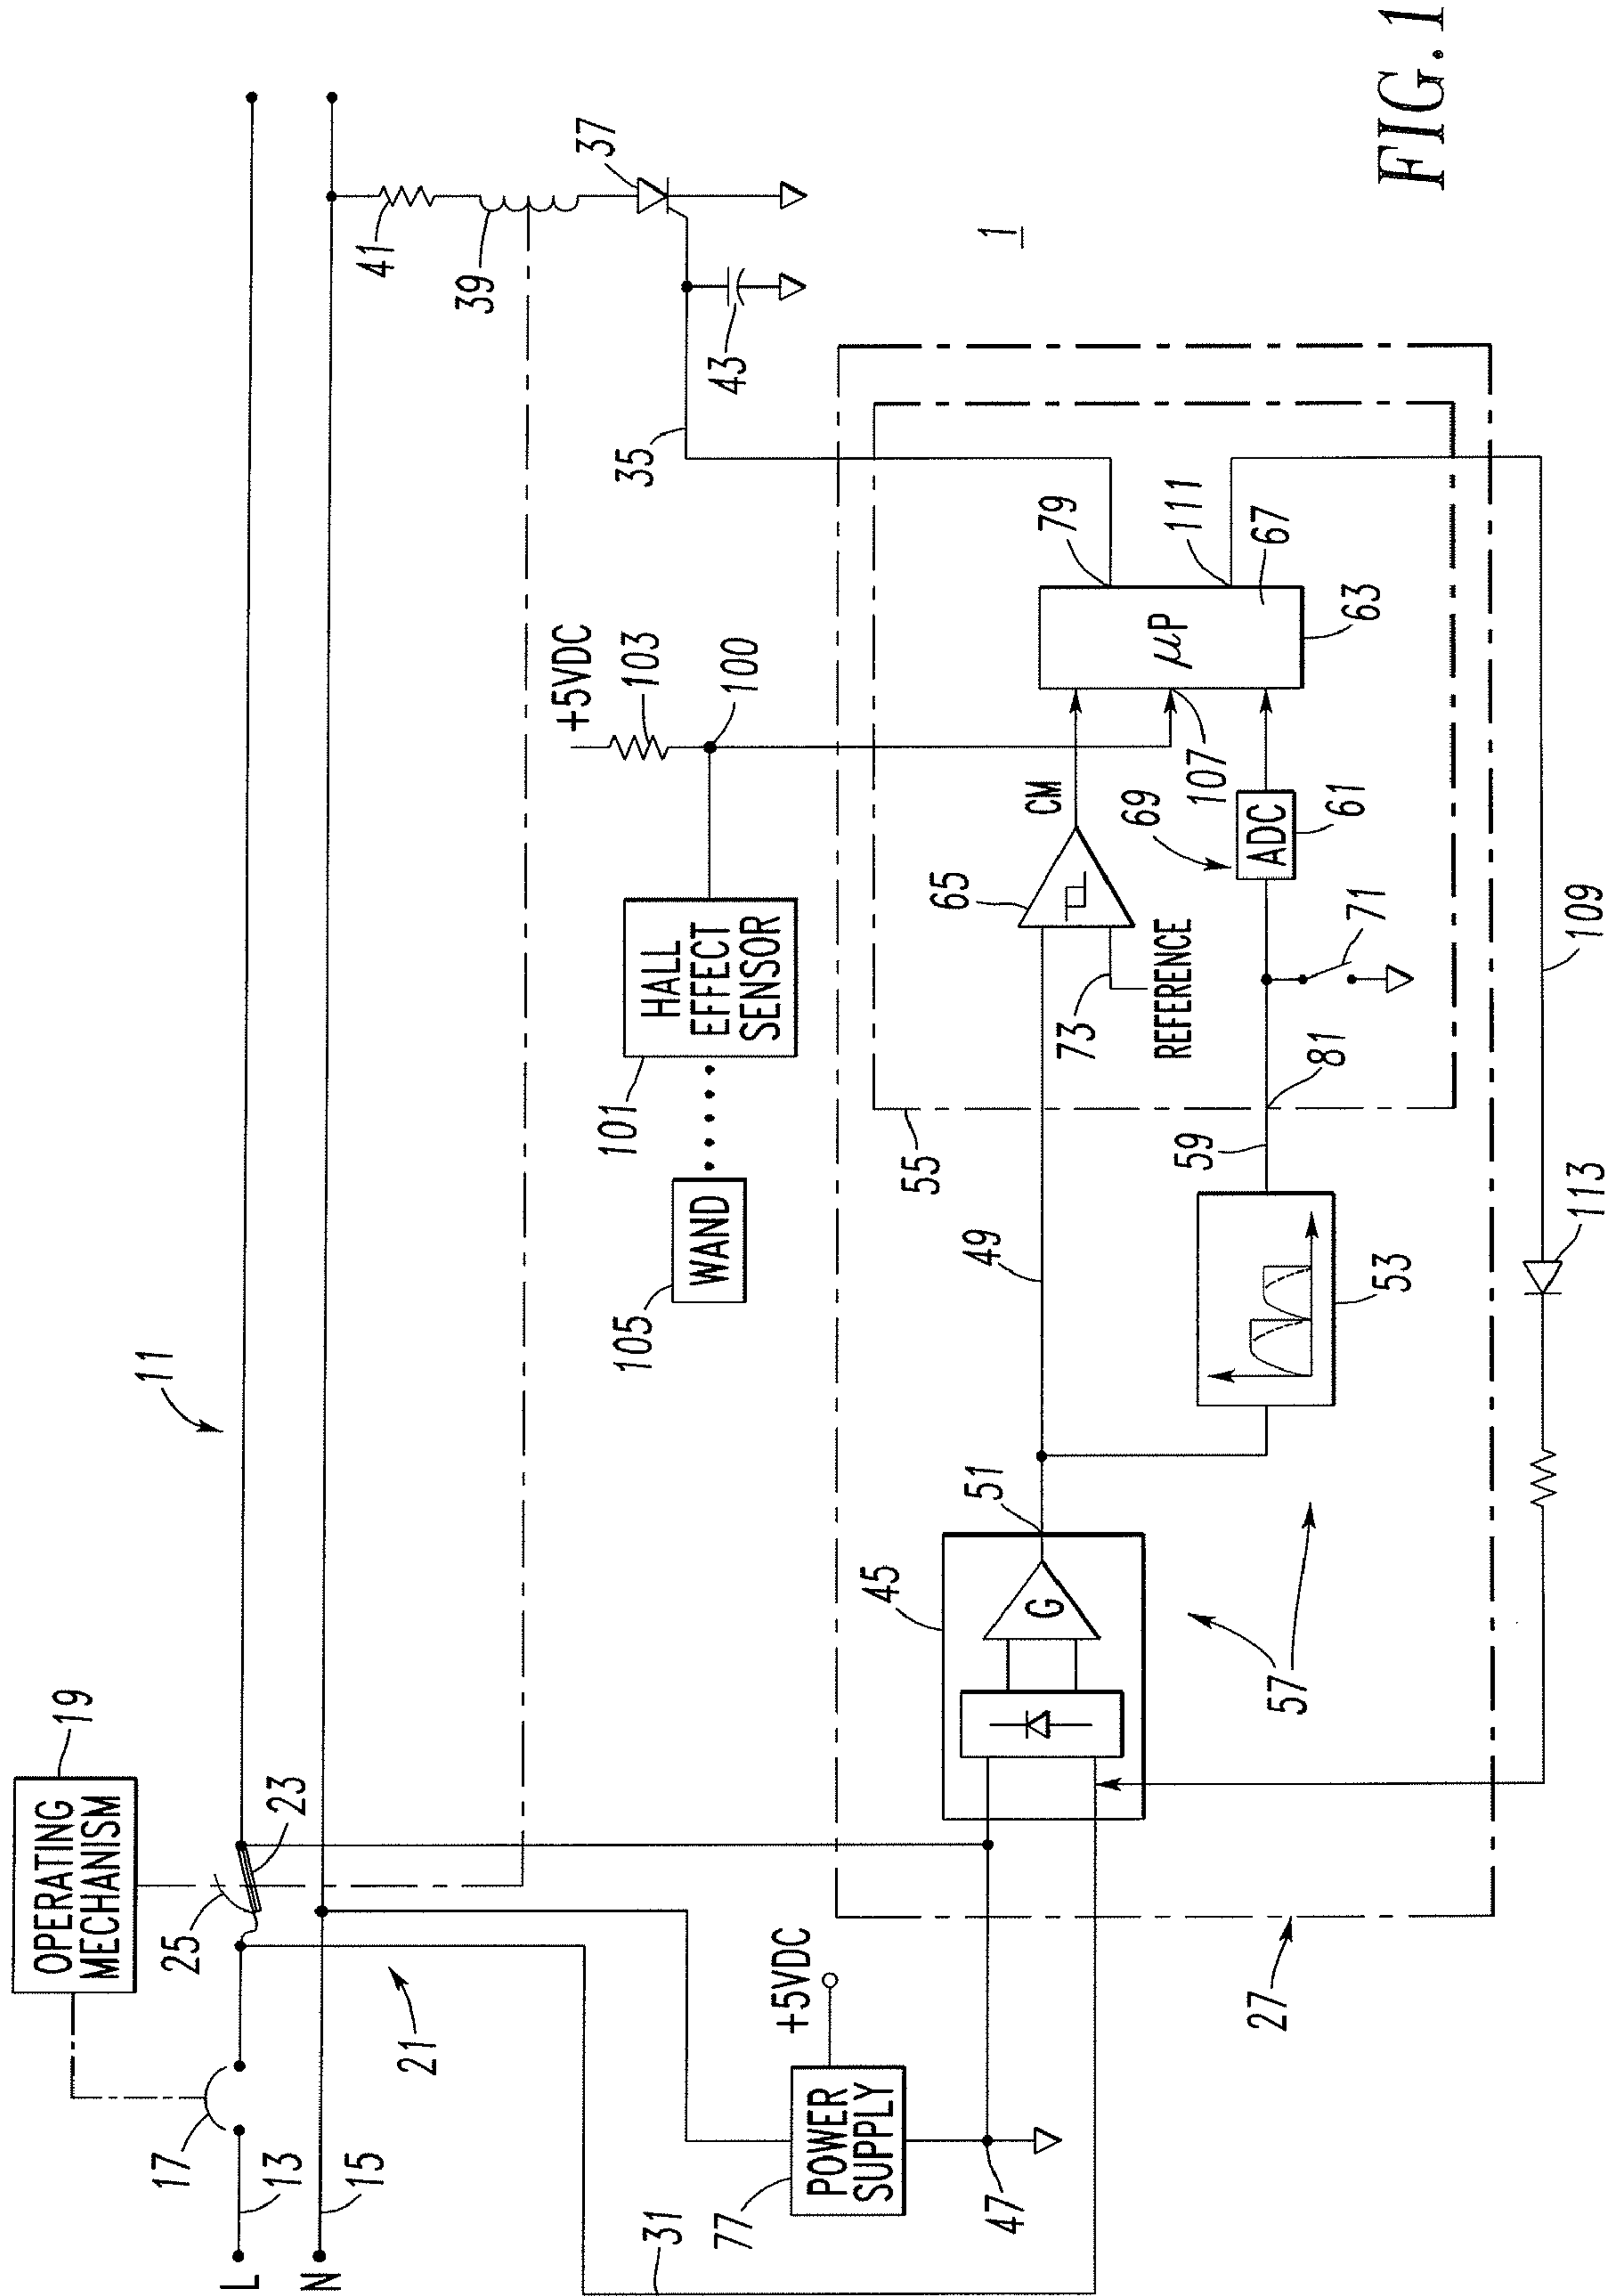 OPERATING
MECHANISM
19
11
L
N
13
15
17
25
23
21
31
POWER
SUPPLY
77
+5VDC
47
41
39
37
43
35
+5VDC
103
100
HALL
EFFECT
SENSOR
101
WAND
105
1
27
45
G
51
57
49
53
59
81
55
65
CM
73
REFERENCE
69
ADC
61
71
107
μP
79
111
67
63
109
113
FIG. 1